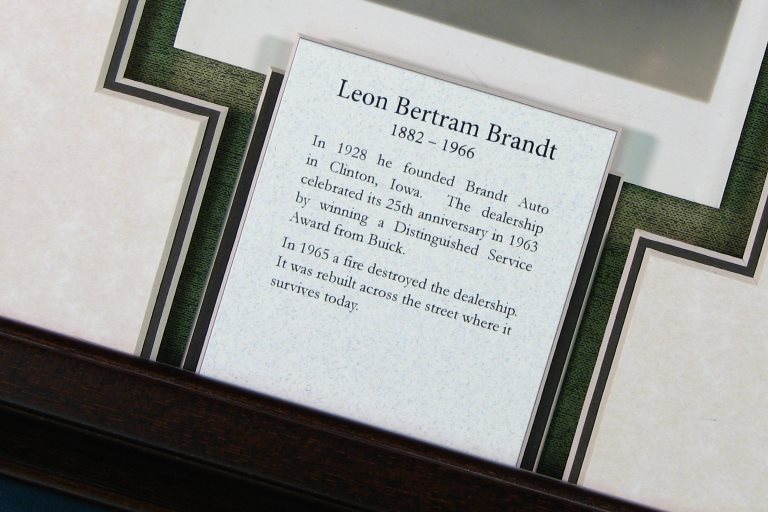 Leon Bertram Brandt
1882 – 1966
In 1928 he founded Brandt Auto
in Clinton, Iowa. The dealership
celebrated its 25th anniversary in 1963
by winning a Distinguished Service
Award from Buick.
In 1965 a fire destroyed the dealership.
It was rebuilt across the street where it
survives today.